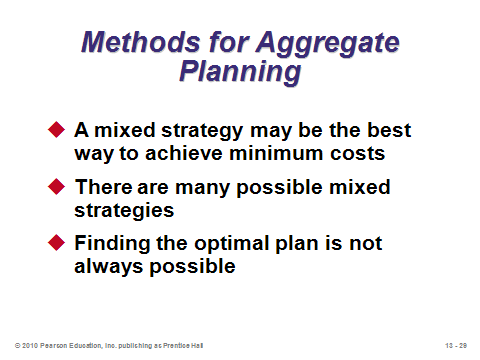 Methods for Aggregate
Planning
A mixed strategy may be the best
way to achieve minimum costs
There are many possible mixed
strategies
Finding the optimal plan is not
always possible
© 2010 Pearson Education, Inc. publishing as Prentice Hall
13 - 29